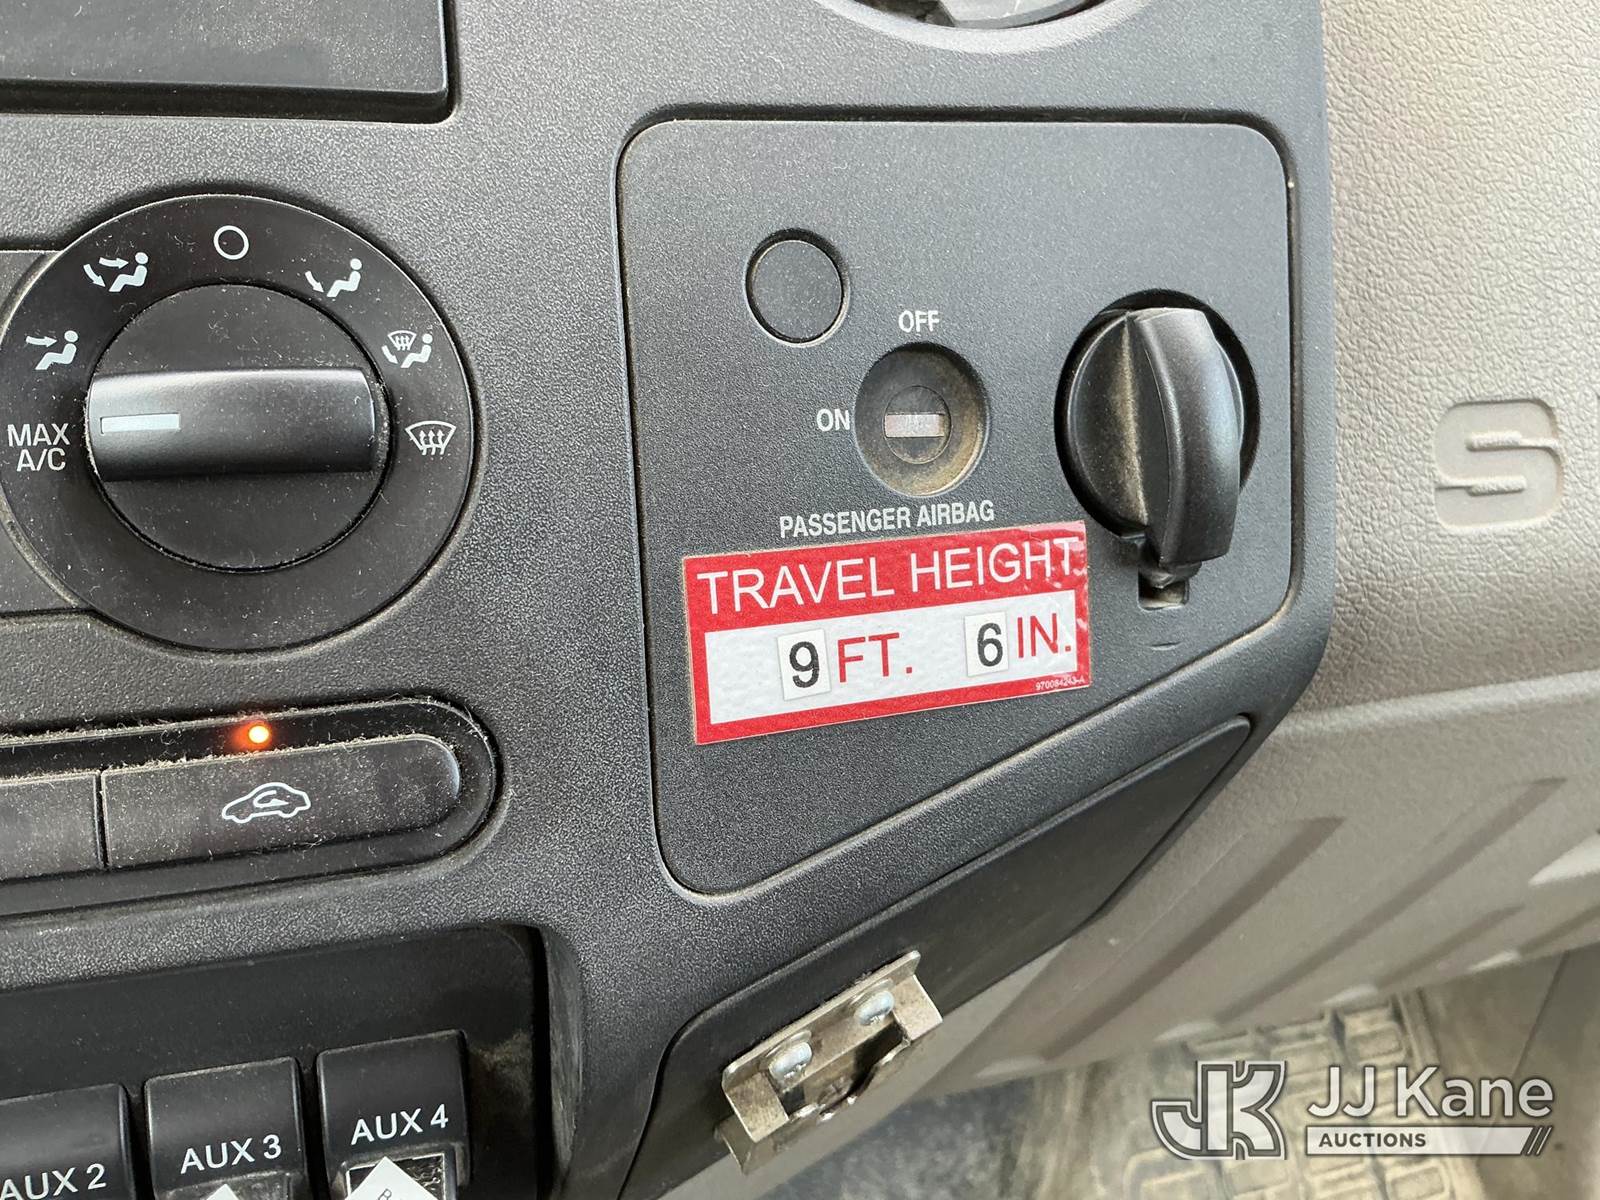 OFF
ON
PASSENGER AIRBAG
MAX
A/C
TRAVEL HEIGHT
9 FT. 6 IN.
970084243-A
S
AUX 2
AUX 3
AUX 4
JJ Kane
AUCTIONS